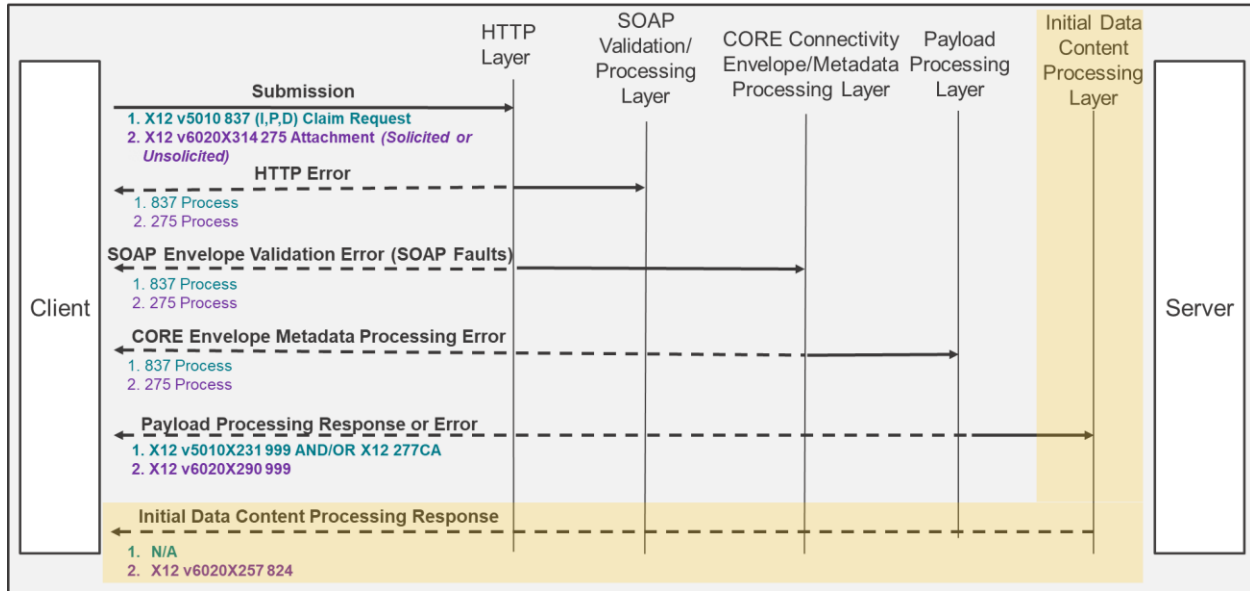 HTTP
Layer
SOAP
Validation/
Processing
Layer
CORE Connectivity
Envelope/Metadata
Processing Layer
Payload
Processing
Layer
Initial Data
Content
Processing
Layer
Client
Server
Submission
1. X12 v5010 837 (I,P,D) Claim Request
2. X12 v6020X314 275 Attachment (Solicited or
Unsolicited)
HTTP Error
1. 837 Process
2. 275 Process
SOAP Envelope Validation Error (SOAP Faults)
1. 837 Process
2. 275 Process
CORE Envelope Metadata Processing Error
1. 837 Process
2. 275 Process
Payload Processing Response or Error
1. X12 v5010X231 999 AND/OR X12 277CA
2. X12 v6020X290 999
Initial Data Content Processing Response
1. N/A
2. X12 v6020X257 824